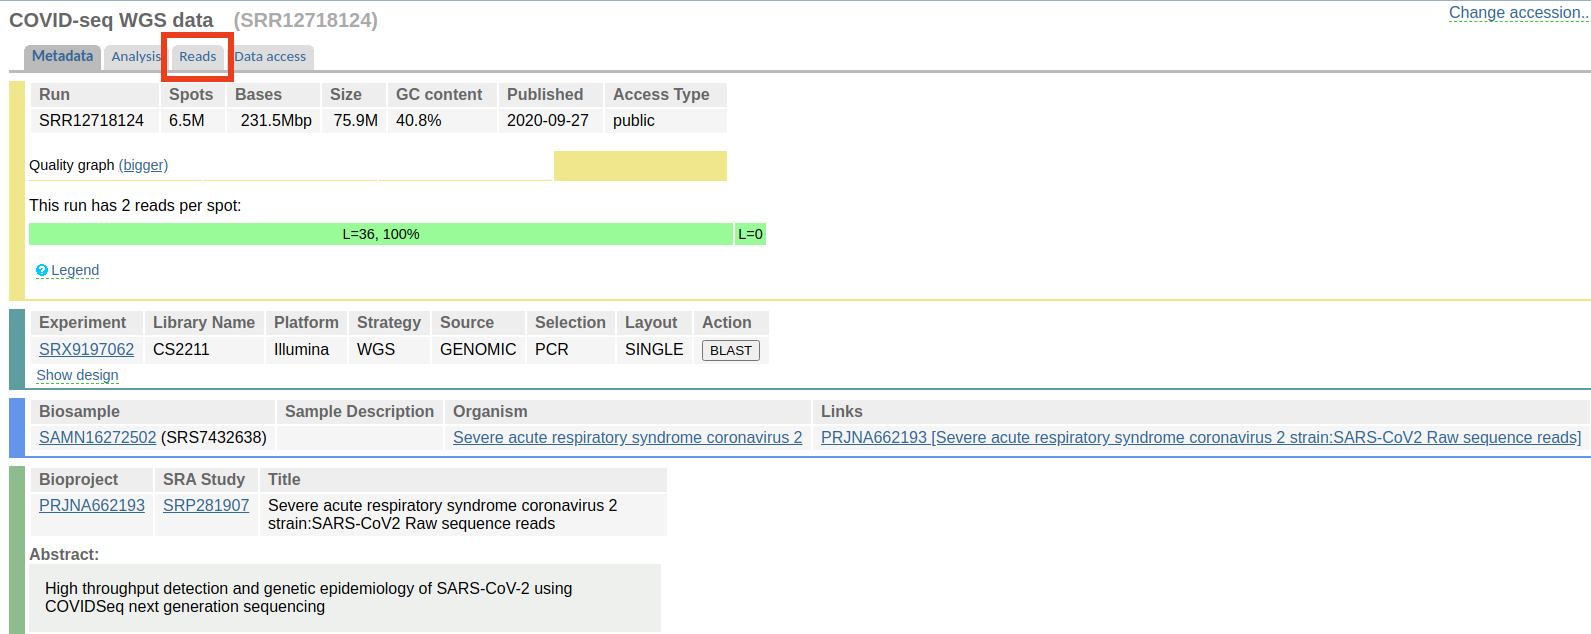 COVID-seq WGS data (SRR12718124)
Change accession..
Metadata Analysis Reads Data access
Run Spots Bases Size GC content Published Access Type
SRR12718124 6.5M 231.5Mbp 75.9M 40.8% 2020-09-27 public
Quality graph (bigger)
This run has 2 reads per spot:
L=36, 100% L=0
? Legend
Experiment Library Name Platform Strategy Source Selection Layout Action
SRX9197062 CS2211 Illumina WGS GENOMIC PCR SINGLE BLAST
Show design
Biosample Sample Description Organism Links
SAMN16272502 (SRS7432638) Severe acute respiratory syndrome coronavirus 2 PRJNA662193 [Severe acute respiratory syndrome coronavirus 2 strain:SARS-CoV2 Raw sequence reads]
Bioproject SRA Study Title
PRJNA662193 SRP281907 Severe acute respiratory syndrome coronavirus 2
strain:SARS-CoV2 Raw sequence reads
Abstract:
High throughput detection and genetic epidemiology of SARS-CoV-2 using
COVIDSeq next generation sequencing